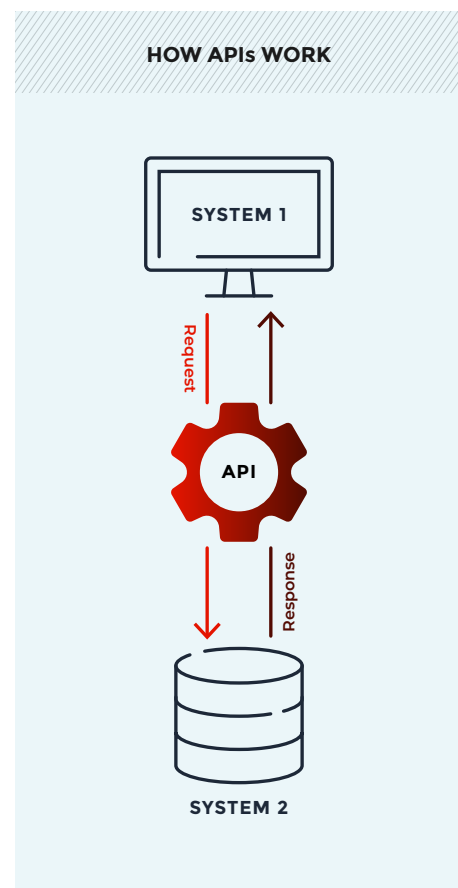 HOW APIs WORK
SYSTEM 1
Request
API
Response
SYSTEM 2